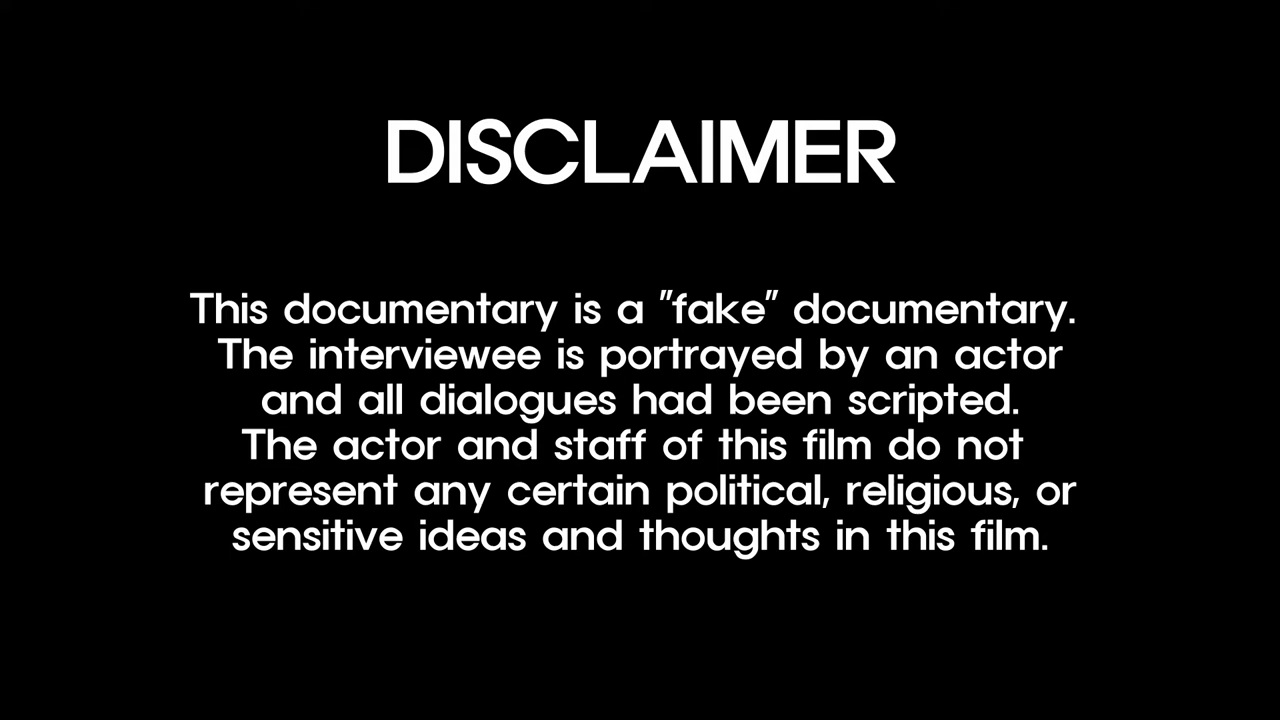 DISCLAIMER
This documentary is a "fake" documentary.
The interviewee is portrayed by an actor
and all dialogues had been scripted.
The actor and staff of this film do not
represent any certain political, religious, or
sensitive ideas and thoughts in this film.